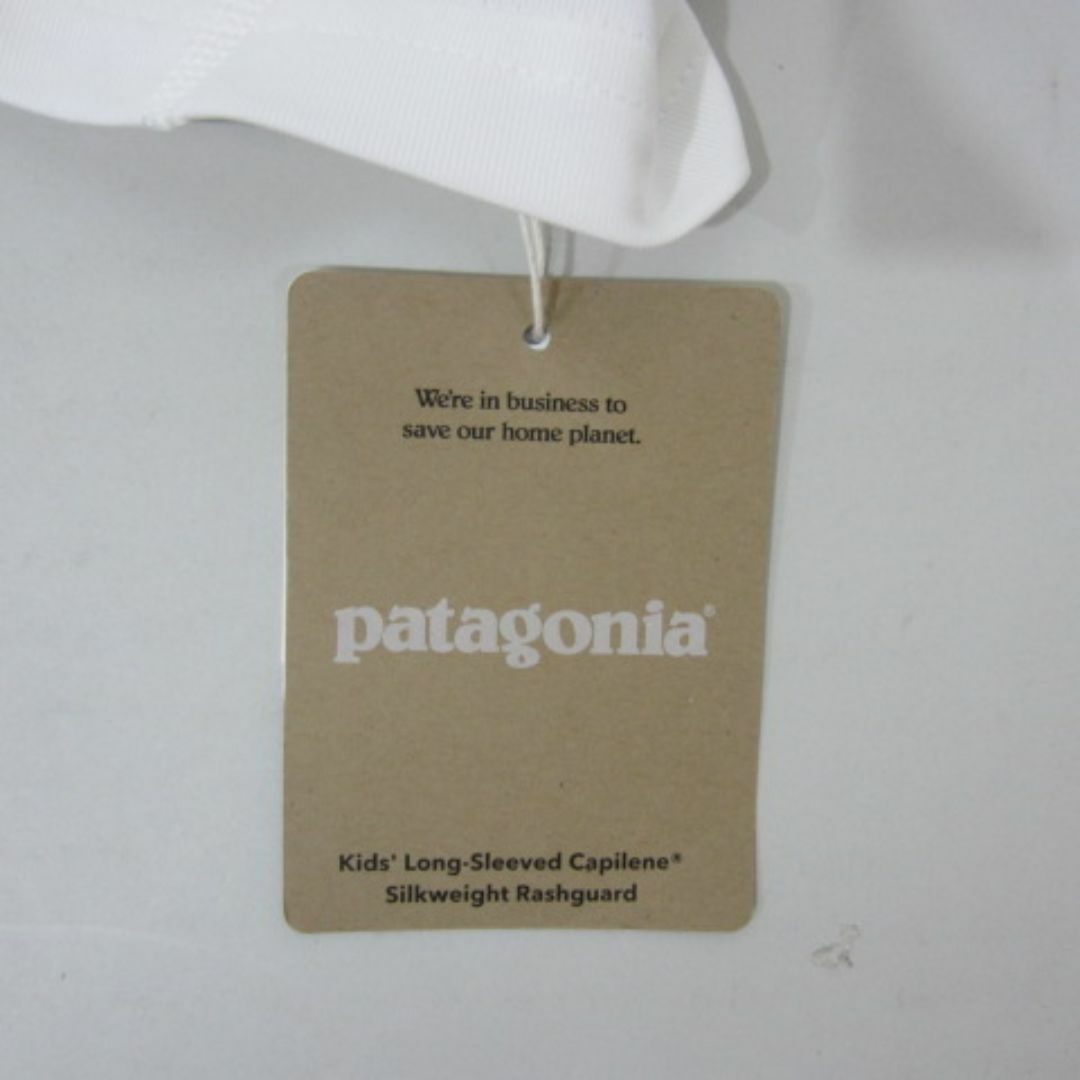 We're in business to
save our home planet.
patagonia®
Kids' Long-Sleeved Capilene®
Silkweight Rashguard